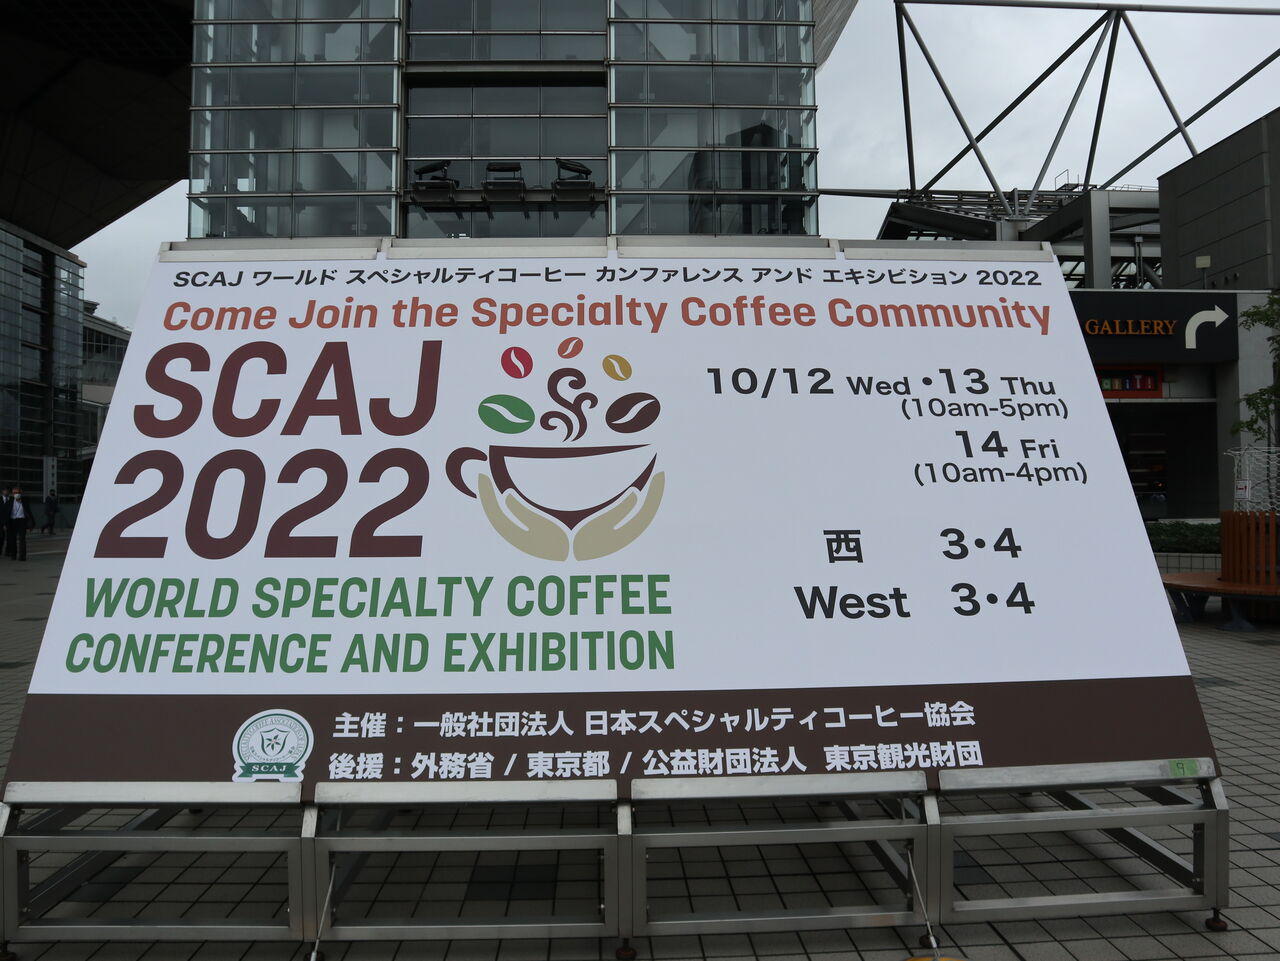 SCAJ ワールド スペシャルティコーヒー カンファレンス アンド エキシビション 2022
Come Join the Specialty Coffee Community
SCAJ
2022
WORLD SPECIALTY COFFEE
CONFERENCE AND EXHIBITION
10/12 Wed・13 Thu
(10am-5pm)
14 Fri
(10am-4pm)
西 3・4
West 3・4
主催：一般社団法人 日本スペシャルティコーヒー協会
後援：外務省 / 東京都 / 公益財団法人 東京観光財団
SCAJ
9
GALLERY